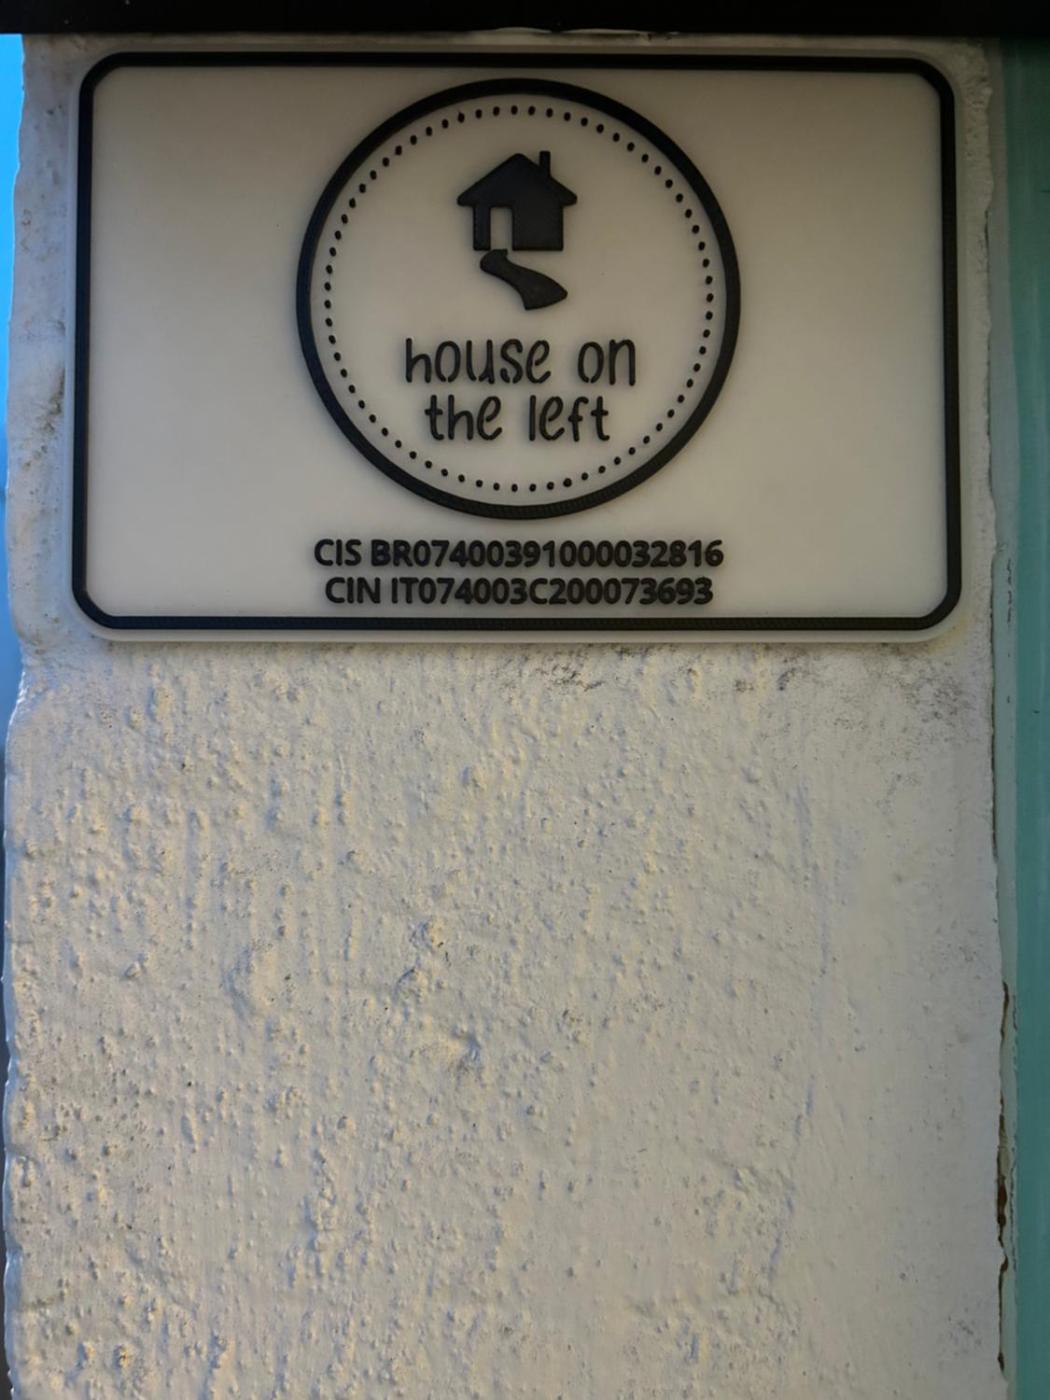 house on
the left
CIS BR07400391000032816
CIN IT074003C200073693